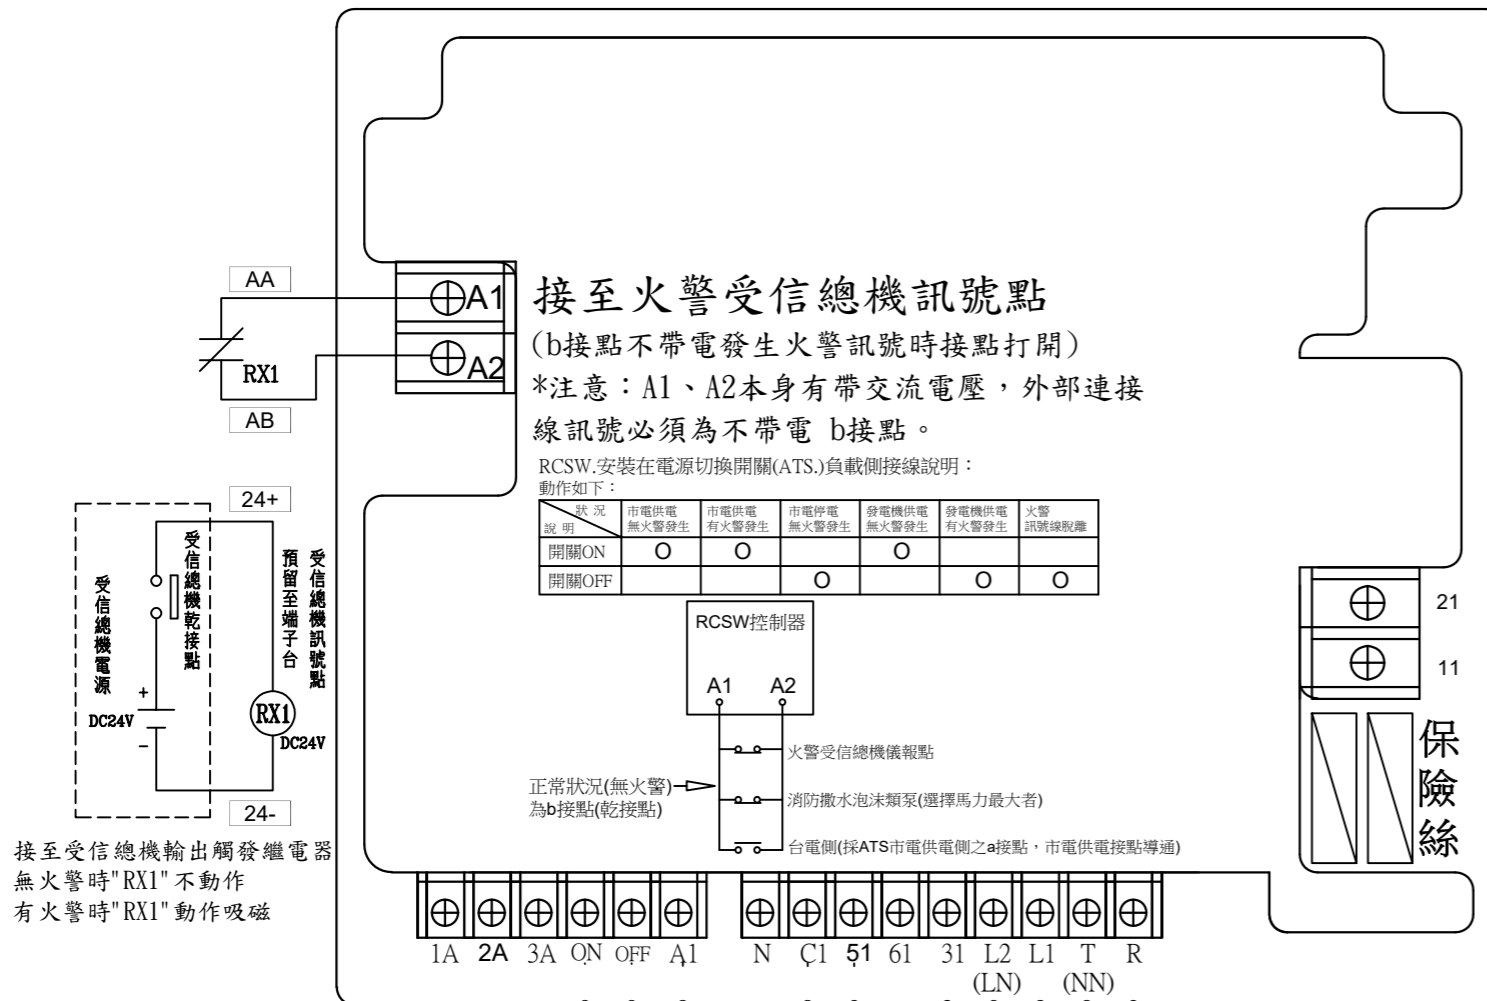 AA
A1
接至火警受信總機訊號點
(b接點不帶電發生火警訊號時接點打開)
RX1
A2
*注意：A1、A2本身有帶交流電壓，外部連接
AB
線訊號必須為不帶電 b接點。
RCSW.安裝在電源切換開關(ATS.)負載側接線說明：
動作如下：
狀 況
說 明
市電供電
無火警發生
市電供電
有火警發生
市電停電
無火警發生
發電機供電
無火警發生
發電機供電
有火警發生
火警
訊號線脫離
開關ON O O O
開關OFF O O O
24+
受信總機電源
受信總機乾接點
預留至端子台
受信總機訊號點
+
DC24V
−
RX1
DC24V
24-
接至受信總機輸出觸發繼電器
無火警時"RX1"不動作
有火警時"RX1"動作吸磁
RCSW控制器
A1 A2
火警受信總機儀報點
正常狀況(無火警)
為b接點(乾接點)
消防撒水泡沫類泵(選擇馬力最大者)
台電側(採ATS市電供電側之a接點，市電供電接點導通)
21
11
保險絲
1A 2A 3A ON OFF A1 N C1 51 61 31 L2 L1 T R
(LN) (NN)